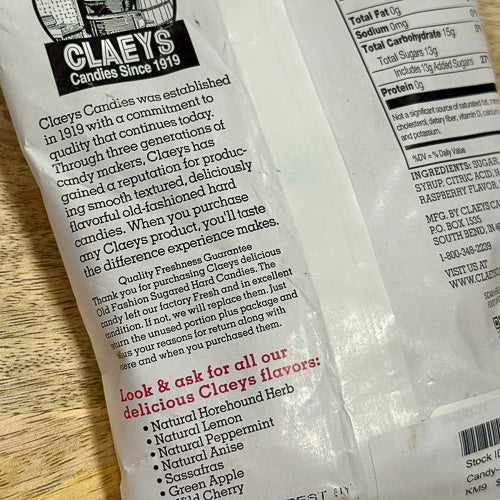 CLAEYS
Candies Since 1919
Claeys Candies was established
in 1919 with a commitment to
quality that continues today.
Through three generations of
candy makers, Claeys has
gained a reputation for produc-
ing smooth textured, deliciously
flavorful old-fashioned hard
candies. When you purchase
any Claeys product, you'll taste
the difference experience makes.
Quality Freshness Guarantee
Thank you for purchasing Claeys delicious
Old Fashion Sugared Hard Candies. The
candy left our factory Fresh and in excellent
condition. If not, we will replace them. Just
the unused portion plus package and
your reasons for return along with
and when you purchased them.
Look & ask for all our
delicious Claeys flavors:
• Natural Horehound Herb
• Natural Lemon
• Natural Peppermint
• Natural Anise
• Sassafras
• Green Apple
Wild Cherry
Total Fat 0g
Sodium 0mg
Total Carbohydrate 15g
Total Sugars 13g
Includes 13g Added Sugars 27
Protein 0g
Not a significant source of saturated fat,
cholesterol, dietary fiber, vitamin D,
and potassium.
%DV = % Daily Value
INGREDIENTS: SUGAR
SYRUP, CITRIC ACID,
RASPBERRY FLAVOR
MFG. BY CLAEYS
P.O. BOX 1535
SOUTH BEND, IN
1-800-348-2239
VISIT US AT
WWW.CLAEY
Stock ID
Candy
KM9